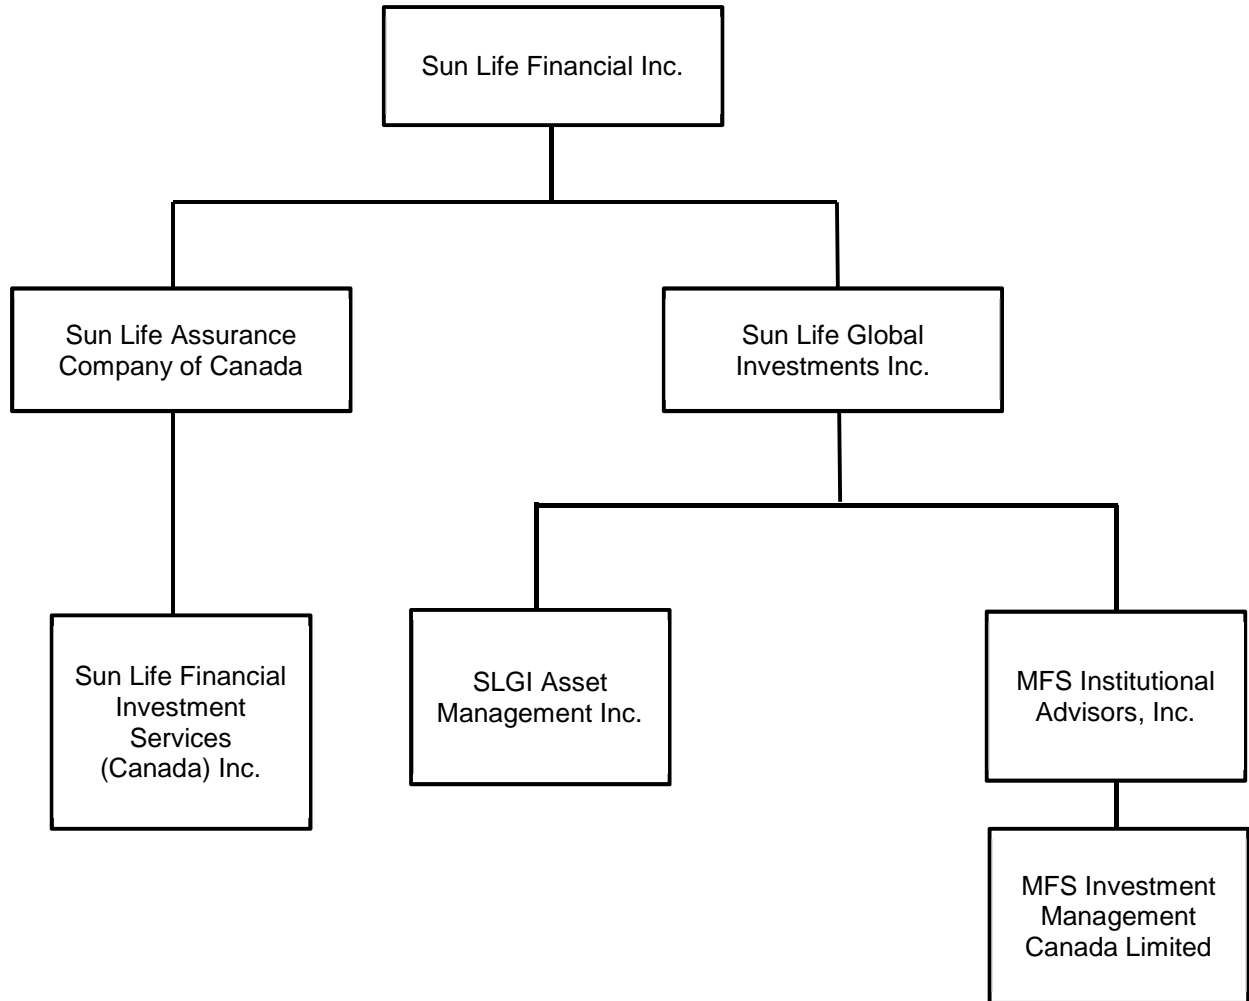 Sun Life Financial Inc.
Sun Life Assurance
Company of Canada
Sun Life Global
Investments Inc.
Sun Life Financial
Investment
Services
(Canada) Inc.
SLGI Asset
Management Inc.
MFS Institutional
Advisors, Inc.
MFS Investment
Management
Canada Limited